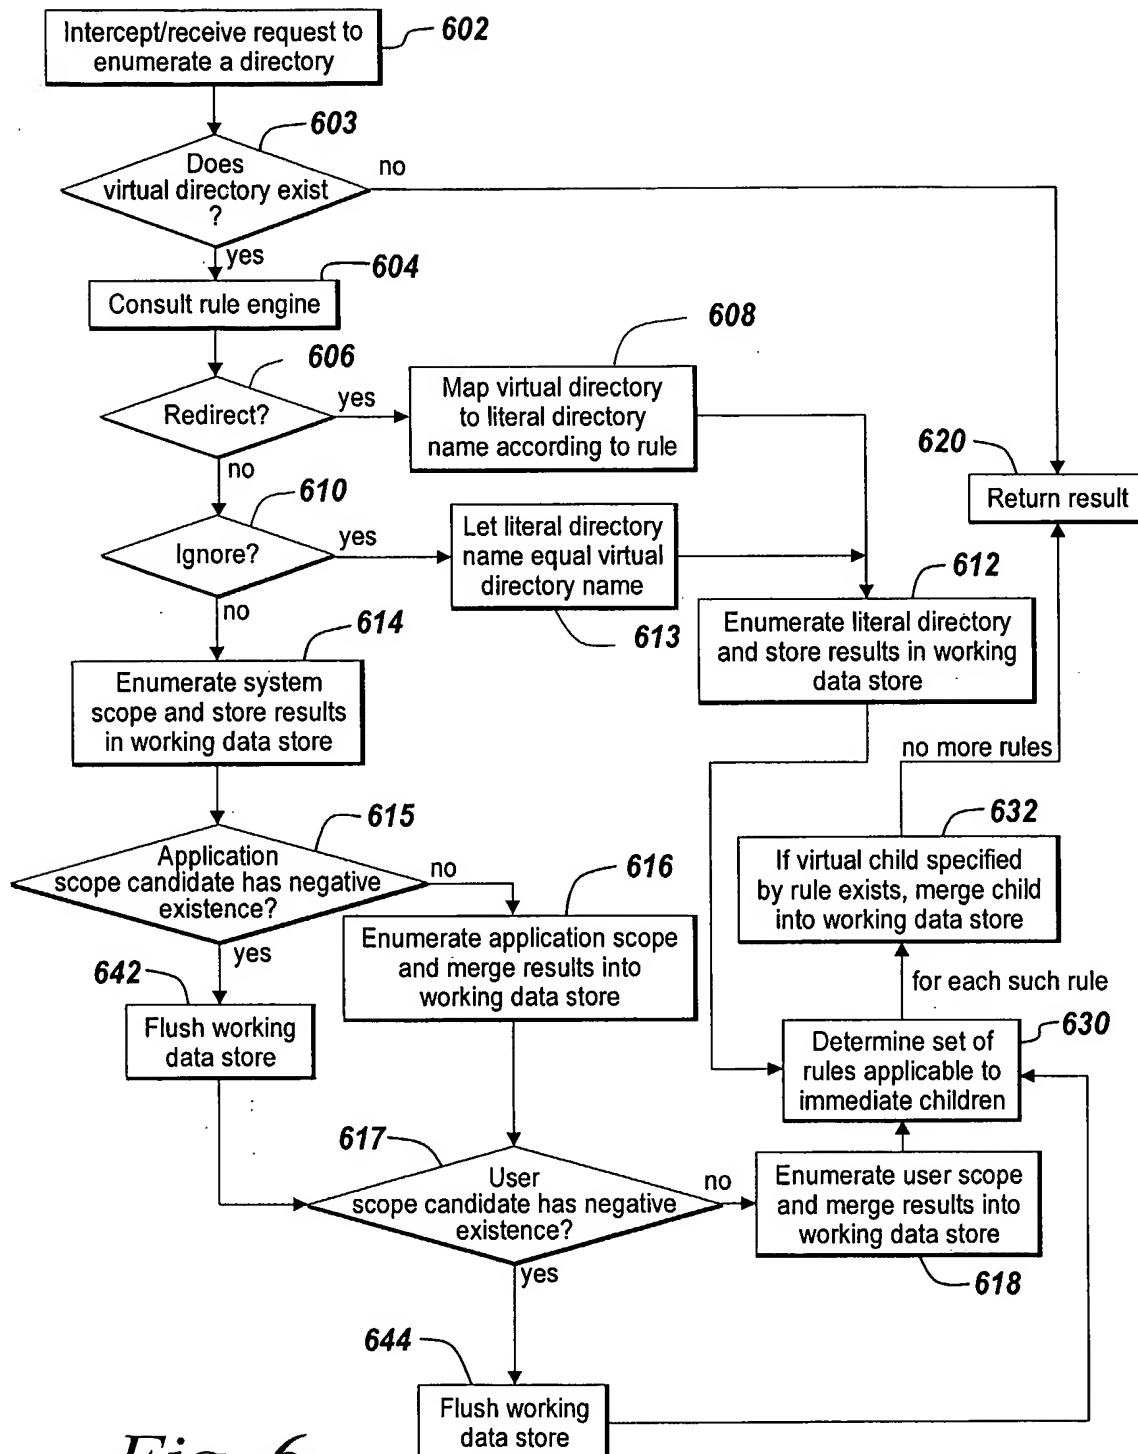 Intercept/receive request to
enumerate a directory
602
603
Does
virtual directory exist
?
no
yes
604
Consult rule engine
606
Redirect?
yes
no
608
Map virtual directory
to literal directory
name according to rule
620
Return result
610
Ignore?
yes
no
Let literal directory
name equal virtual
directory name
613
612
Enumerate literal directory
and store results in working
data store
614
Enumerate system
scope and store results
in working data store
no more rules
615
Application
scope candidate has negative
existence?
no
yes
616
Enumerate application scope
and merge results into
working data store
632
If virtual child specified
by rule exists, merge child
into working data store
for each such rule
642
Flush working
data store
630
Determine set of
rules applicable to
immediate children
617
User
scope candidate has negative
existence?
no
yes
Enumerate user scope
and merge results into
working data store
618
644
Flush working
data store
Fig. 6